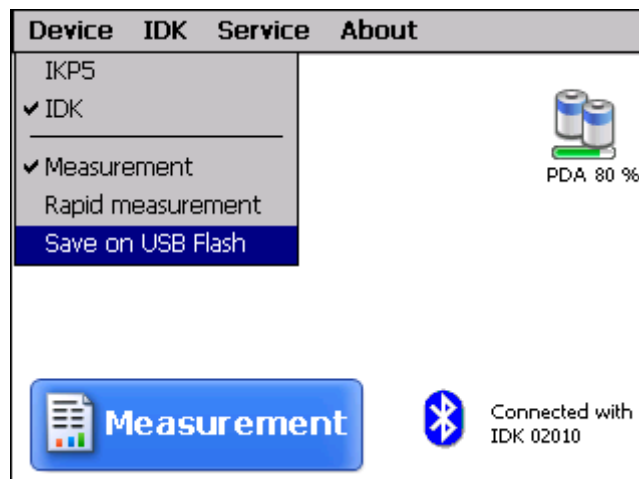 Device IDK Service About
IKP5
IDK
Measurement
Rapid measurement
Save on USB Flash
PDA 80 %
Measurement
Connected with
IDK 02010